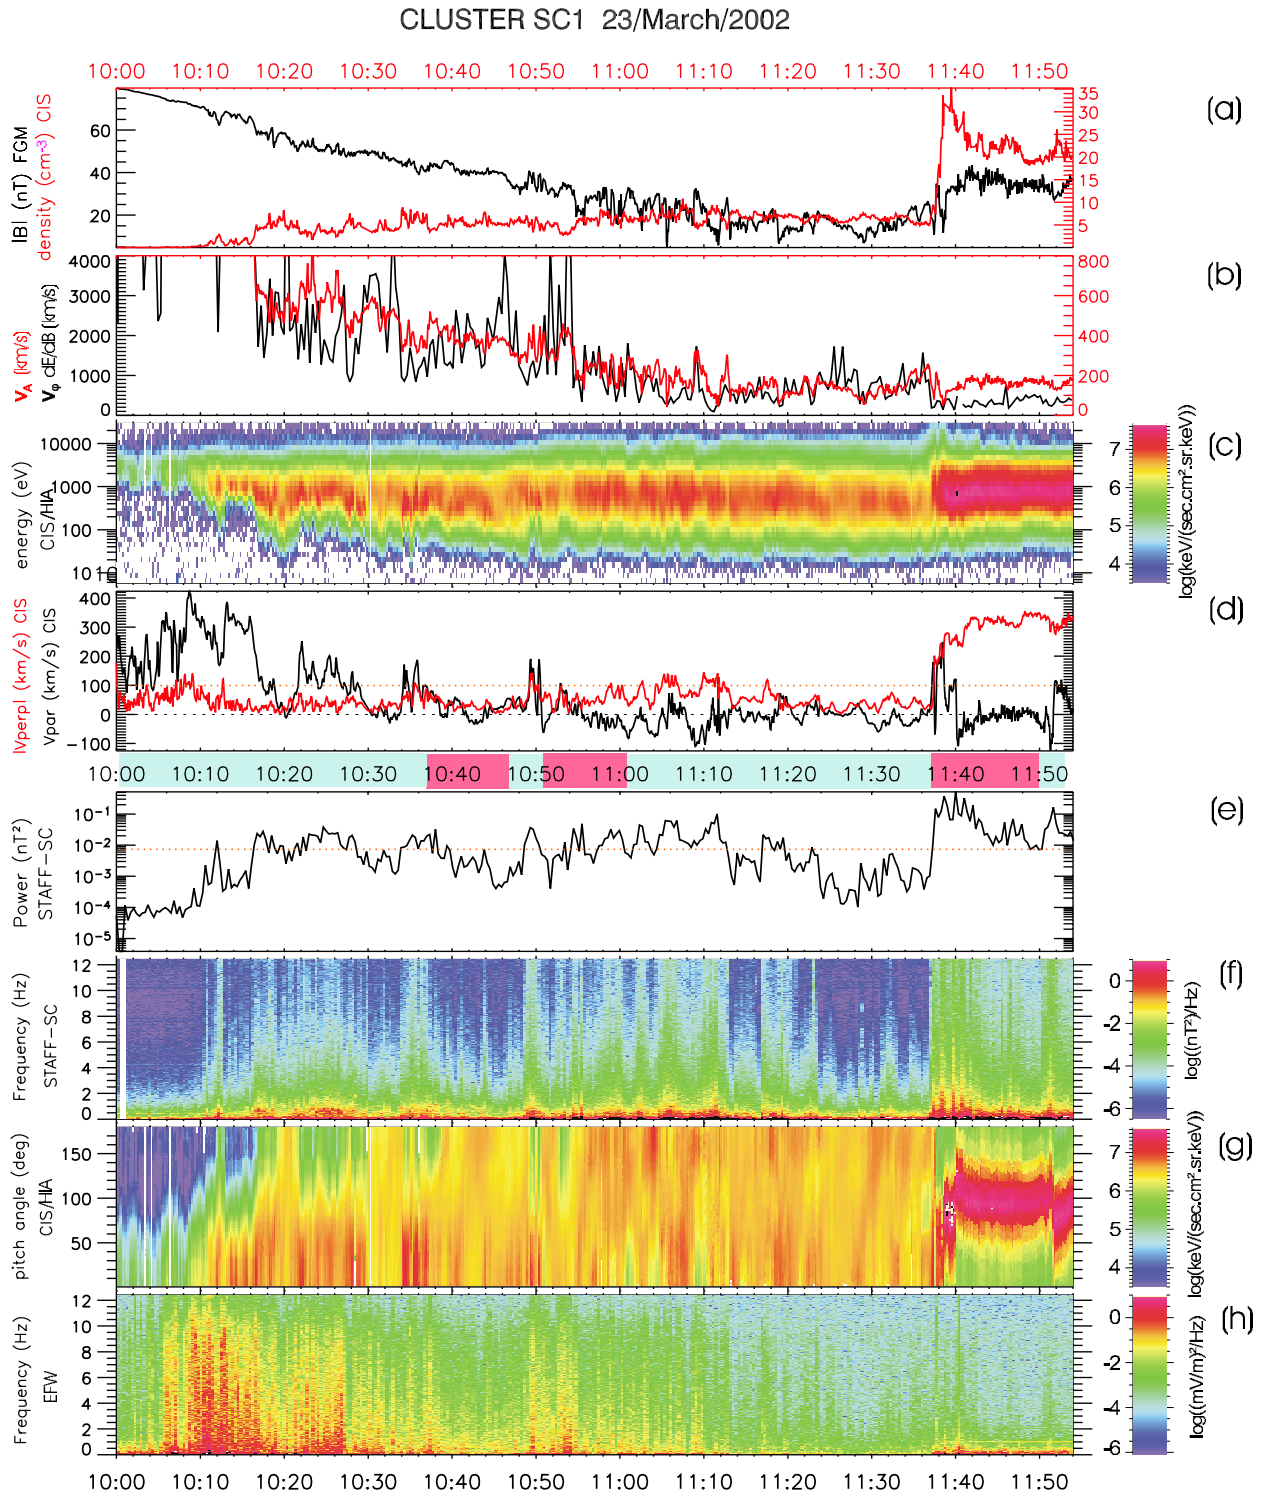 CLUSTER SC1 23/March/2002
10:00 10:10 10:20 10:30 10:40 10:50 11:00 11:10 11:20 11:30 11:40 11:50
|B| (nT) FGM
density (cm-3) CIS
60
40
20
35
30
25
20
15
10
5
(a)
VA (km/s)
Vφ dE/dB (km/s)
4000
3000
2000
1000
0
800
600
400
200
0
(b)
energy (eV)
CIS/HIA
10000
1000
100
10
7
6
5
4
log(keV/(sec.cm².sr.keV))
(c)
|Vperp| (km/s) CIS
Vpar (km/s) CIS
400
300
200
100
0
-100
(d)
10:00 10:10 10:20 10:30 10:40 10:50 11:00 11:10 11:20 11:30 11:40 11:50
Power (nT²)
STAFF-SC
10-1
10-2
10-3
10-4
10-5
(e)
Frequency (Hz)
STAFF-SC
12
10
8
6
4
2
0
0
-2
-4
-6
log((nT²)/Hz)
(f)
pitch angle (deg)
CIS/HIA
150
100
50
7
6
5
4
log(keV/(sec.cm².sr.keV))
(g)
Frequency (Hz)
EFW
12
10
8
6
4
2
0
0
-2
-4
-6
log((mV/m)²/Hz)
(h)
10:00 10:10 10:20 10:30 10:40 10:50 11:00 11:10 11:20 11:30 11:40 11:50